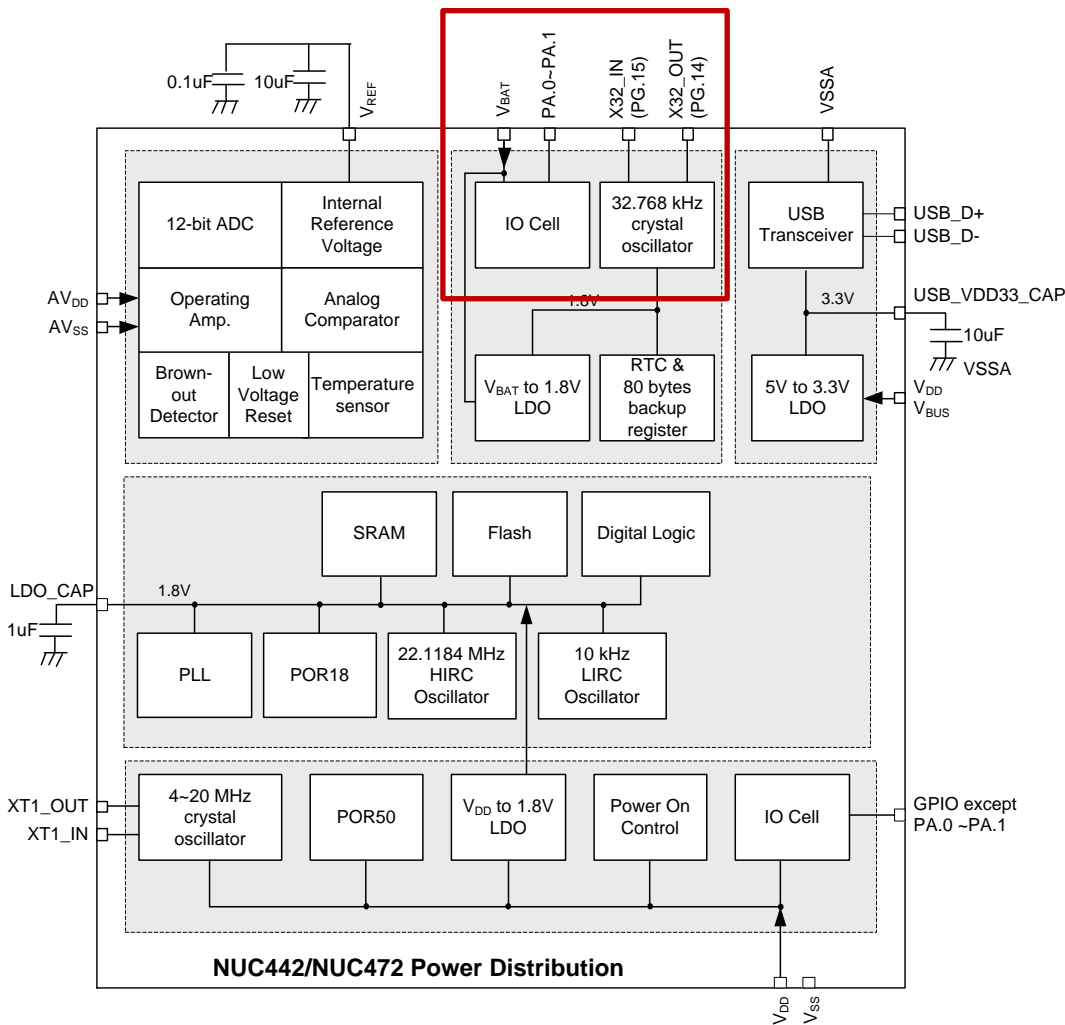 0.1uF
10uF
VREF
VBAT
PA.0~PA.1
X32_IN
(PG.15)
X32_OUT
(PG.14)
VSSA
12-bit ADC
Internal
Reference
Voltage
IO Cell
32.768 kHz
crystal
oscillator
USB
Transceiver
USB_D+
USB_D-
AVDD
AVSS
Operating
Amp.
Analog
Comparator
1.8V
3.3V
USB_VDD33_CAP
10uF
VSSA
Brown-
out
Detector
Low
Voltage
Reset
Temperature
sensor
VBAT to 1.8V
LDO
RTC &
80 bytes
backup
register
5V to 3.3V
LDO
VDD
VBUS
SRAM
Flash
Digital Logic
LDO_CAP
1.8V
1uF
PLL
POR18
22.1184 MHz
HIRC
Oscillator
10 kHz
LIRC
Oscillator
XT1_OUT
XT1_IN
4~20 MHz
crystal
oscillator
POR50
VDD to 1.8V
LDO
Power On
Control
IO Cell
GPIO except
PA.0 ~PA.1
NUC442/NUC472 Power Distribution
VDD
VSS